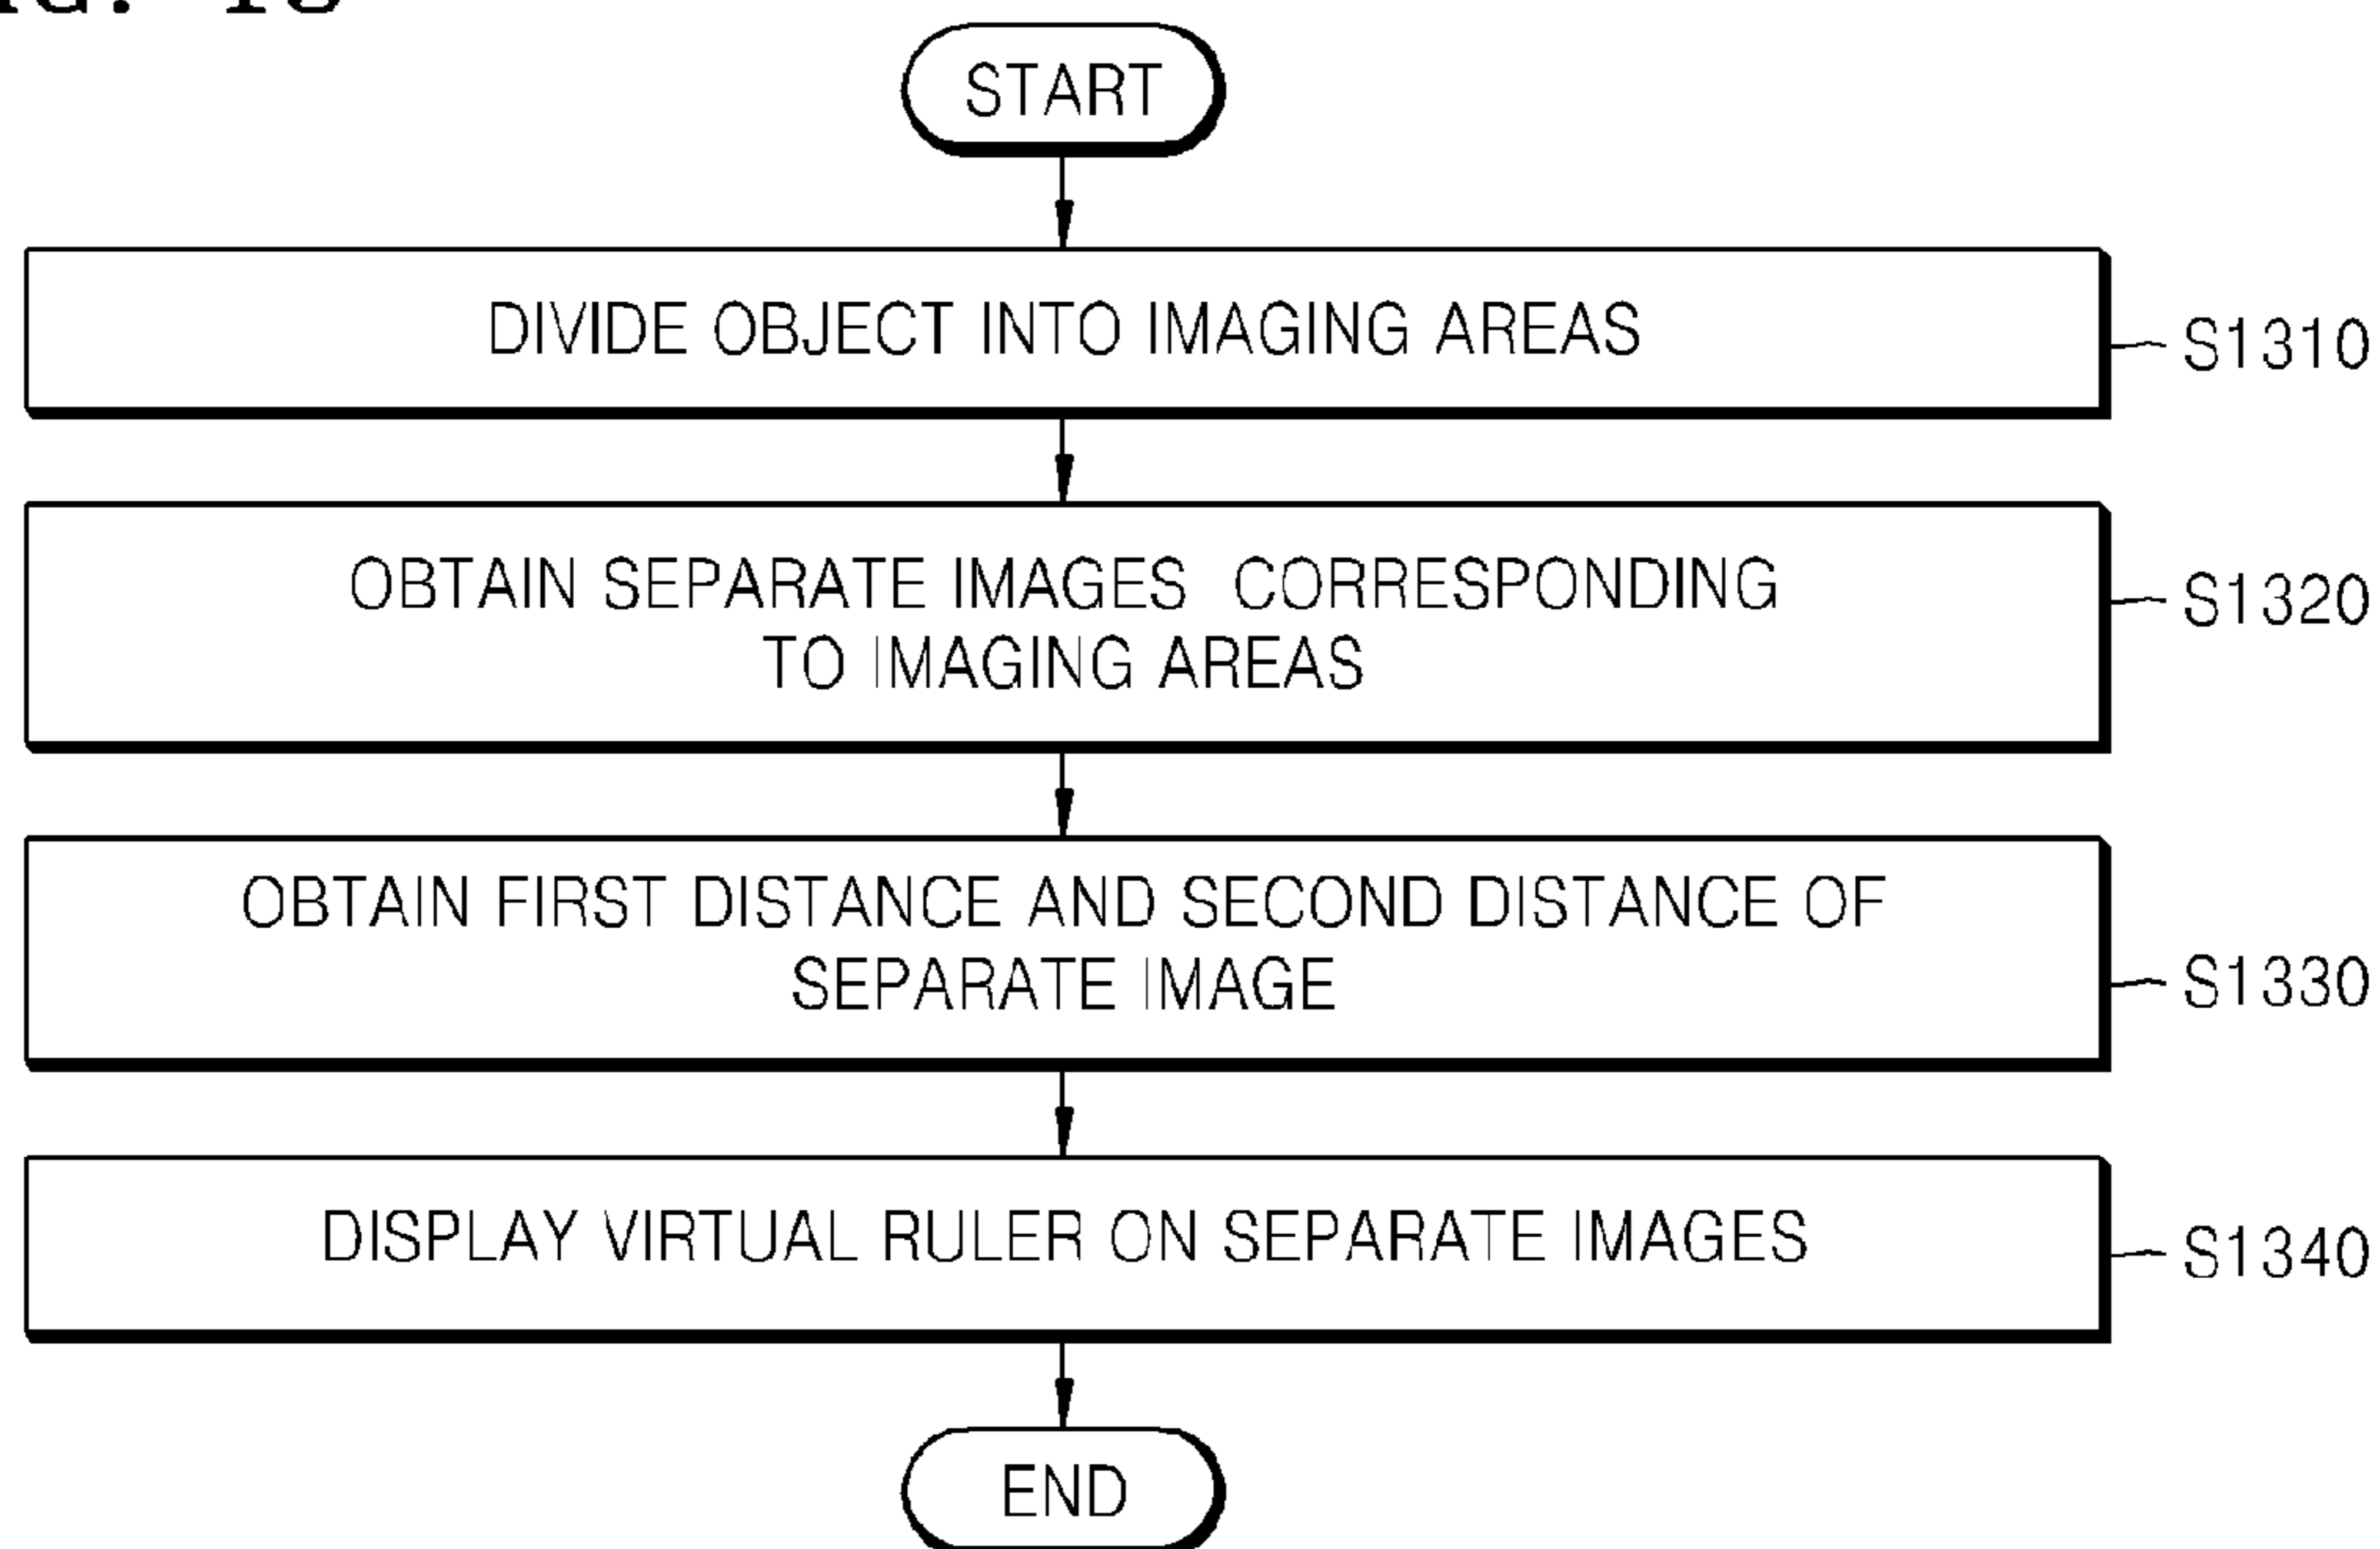 START
DIVIDE OBJECT INTO IMAGING AREAS
S1310
OBTAIN SEPARATE IMAGES CORRESPONDING
TO IMAGING AREAS
S1320
OBTAIN FIRST DISTANCE AND SECOND DISTANCE OF
SEPARATE IMAGE
S1330
DISPLAY VIRTUAL RULER ON SEPARATE IMAGES
S1340
END